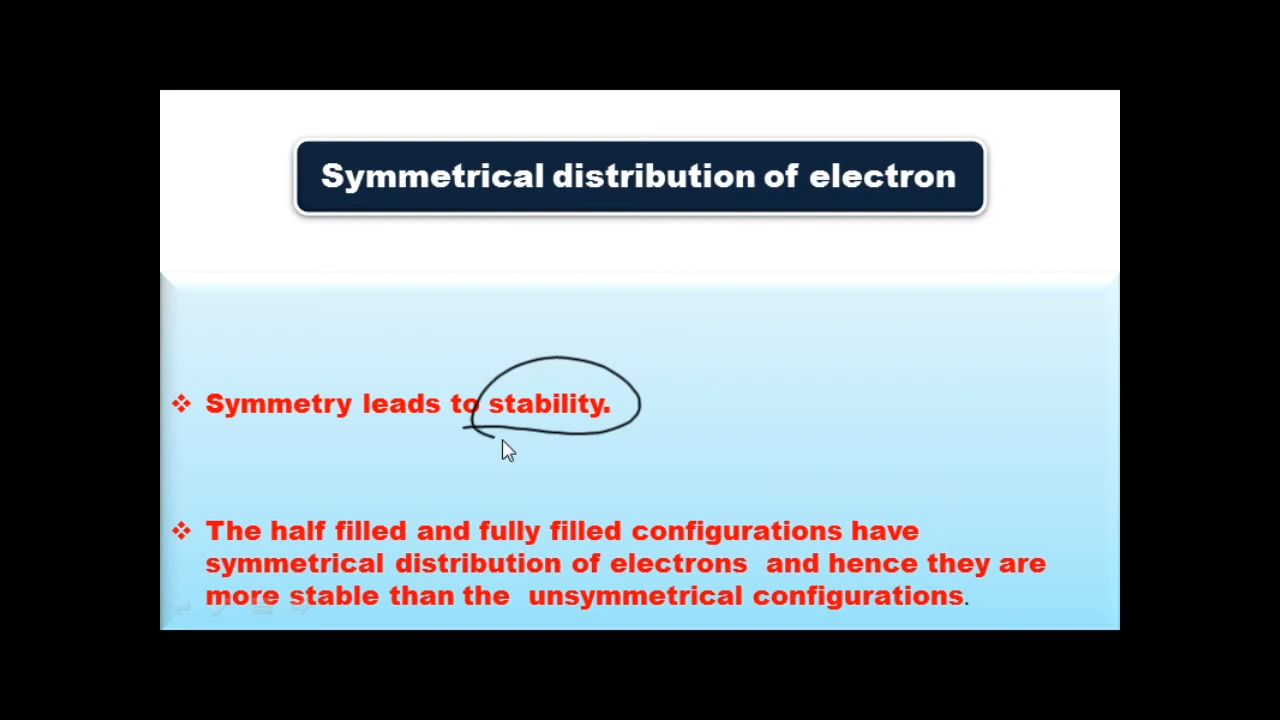 Symmetrical distribution of electron
❖ Symmetry leads to stability.
❖ The half filled and fully filled configurations have
symmetrical distribution of electrons and hence they are
more stable than the unsymmetrical configurations.